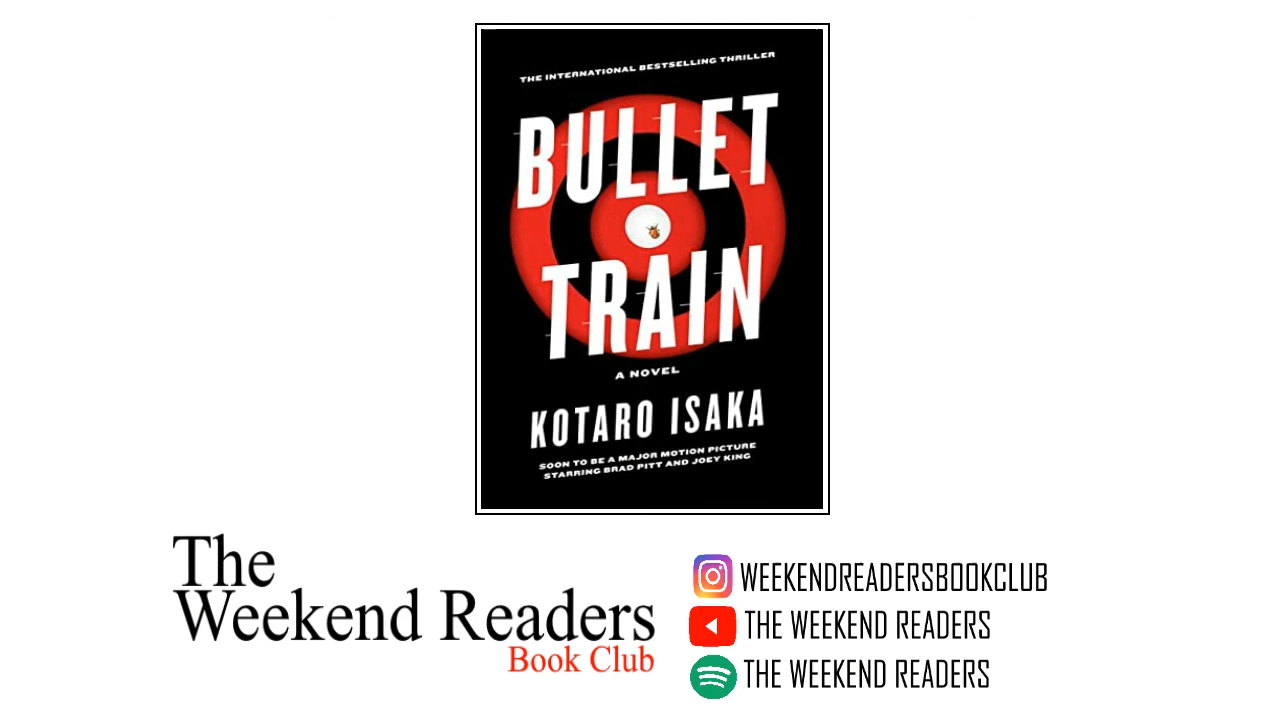 THE INTERNATIONAL BESTSELLING THRILLER
BULLET
TRAIN
A NOVEL
KOTARO ISAKA
SOON TO BE A MAJOR MOTION PICTURE
STARRING BRAD PITT AND JOEY KING
The
Weekend Readers
Book Club
WEEKENDREADERSBOOKCLUB
THE WEEKEND READERS
THE WEEKEND READERS